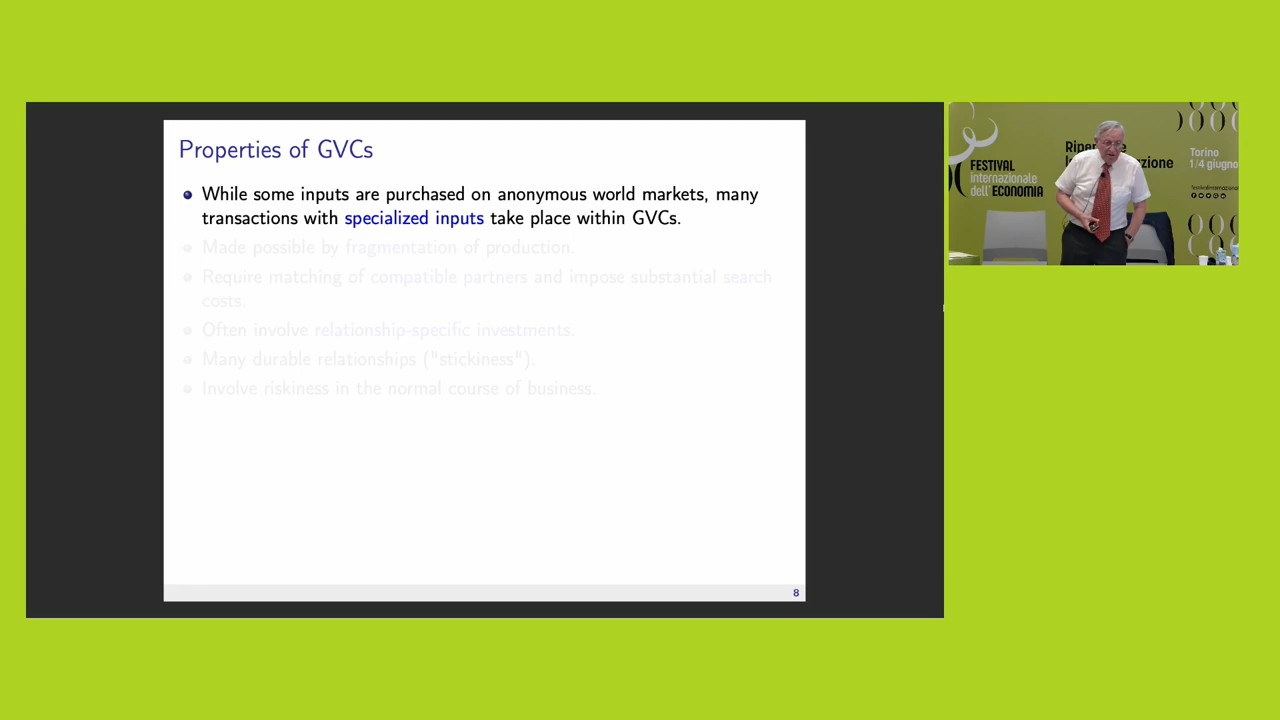 Properties of GVCs
While some inputs are purchased on anonymous world markets, many
transactions with specialized inputs take place within GVCs.
Made possible by fragmentation of production.
Require matching of compatible partners and impose substantial search
costs.
Often involve relationship-specific investments.
Many durable relationships ("stickiness").
Involve riskiness in the normal course of business.
8
FESTIVAL
internazionale
dell'ECONOMIA
Torino
1/4 giugno